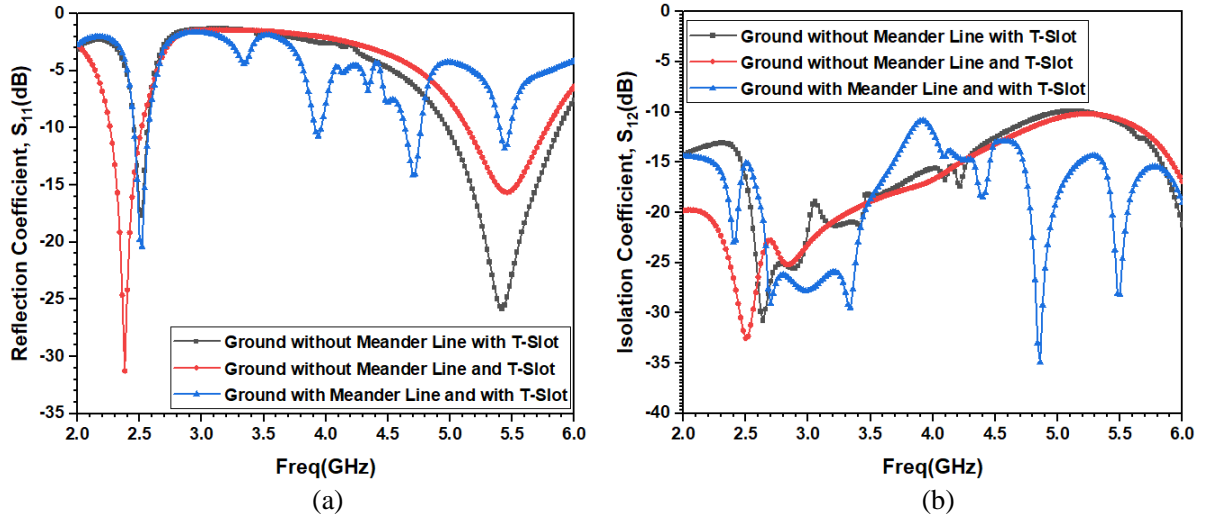 0
-5
-10
-15
-20
-25
-30
-35
Reflection Coefficient, S11(dB)
Ground without Meander Line with T-Slot
Ground without Meander Line and T-Slot
Ground with Meander Line and with T-Slot
2.0 2.5 3.0 3.5 4.0 4.5 5.0 5.5 6.0
Freq(GHz)
(a)
0
-5
-10
-15
-20
-25
-30
-35
-40
Isolation Coefficient, S12(dB)
Ground without Meander Line with T-Slot
Ground without Meander Line and T-Slot
Ground with Meander Line and with T-Slot
2.0 2.5 3.0 3.5 4.0 4.5 5.0 5.5 6.0
Freq(GHz)
(b)